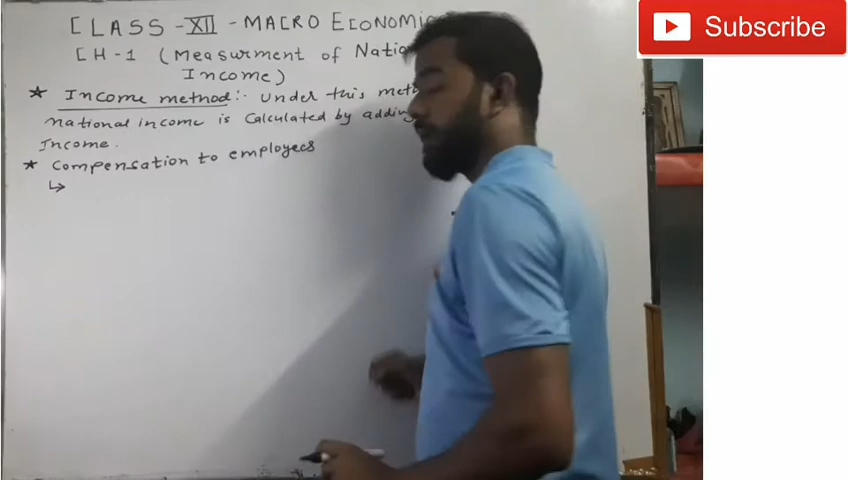 CLASS - XII - MACRO ECONOMIC
CH-1 (Measurment of Natio
Income)
* Income method:- Under this met
national income is calculated by adding
Income.
* Compensation to employees
↳
Subscribe